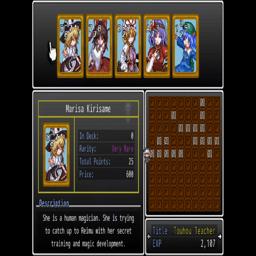 Marisa Kirisame
In Deck: 0
Rarity: Very Rare
Total Points: 25
Price: 600
Description
She is a human magician. She is trying
to catch up to Reimu with her secret
training and magic development.
Title Touhou Teacher
EXP 2,107